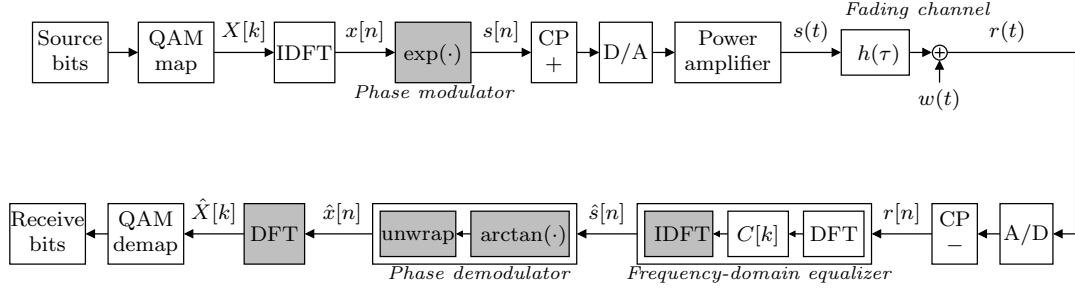 Fading channel
Source bits
QAM map
X[k]
IDFT
x[n]
exp(·)
s[n]
CP +
D/A
Power amplifier
s(t)
h(τ)
r(t)
Phase modulator
w(t)
Receive bits
QAM demap
X̂[k]
DFT
x̂[n]
unwrap
arctan(·)
ŝ[n]
IDFT
C[k]
DFT
r[n]
CP −
A/D
Phase demodulator
Frequency-domain equalizer